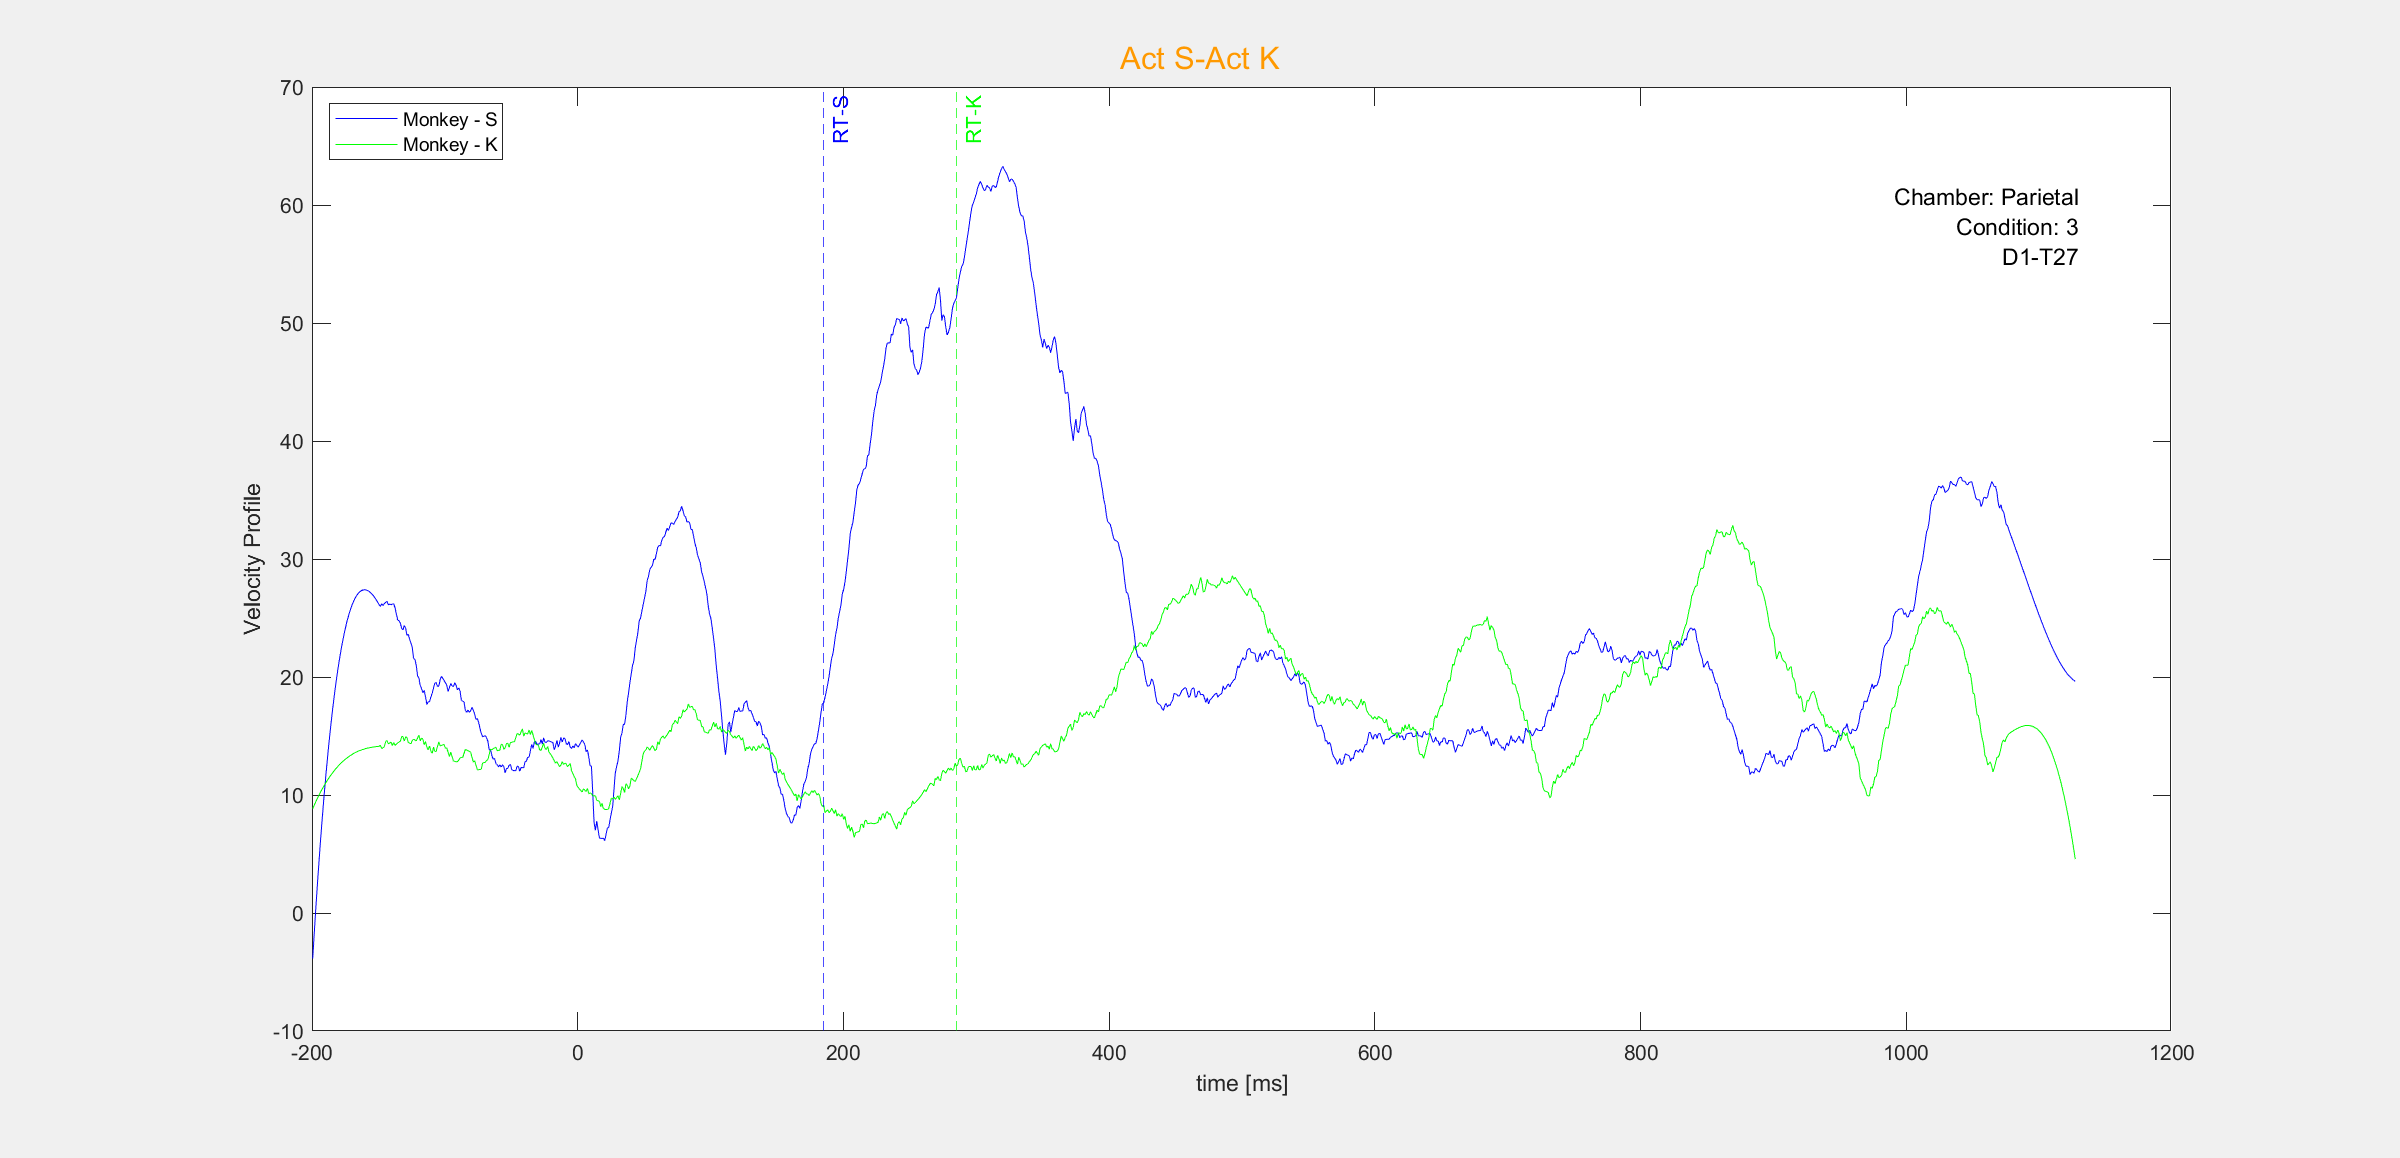 Act S-Act K
70
60
50
40
30
20
10
0
-10
Velocity Profile
Monkey - S
Monkey - K
RT-S
RT-K
Chamber: Parietal
Condition: 3
D1-T27
-200 0 200 400 600 800 1000 1200
time [ms]